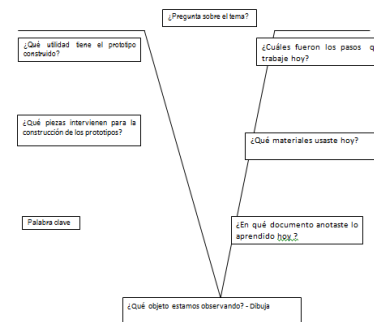 ¿Pregunta sobre el tema?
¿Qué utilidad tiene el prototipo
construido?
¿Cuáles fueron los pasos q
trabaje hoy?
¿Qué piezas intervienen para la
construcción de los prototipos?
¿Qué materiales usaste hoy?
Palabra clave
¿En qué documento anotaste lo
aprendido hoy ?
¿Qué objeto estamos observando? - Dibuja